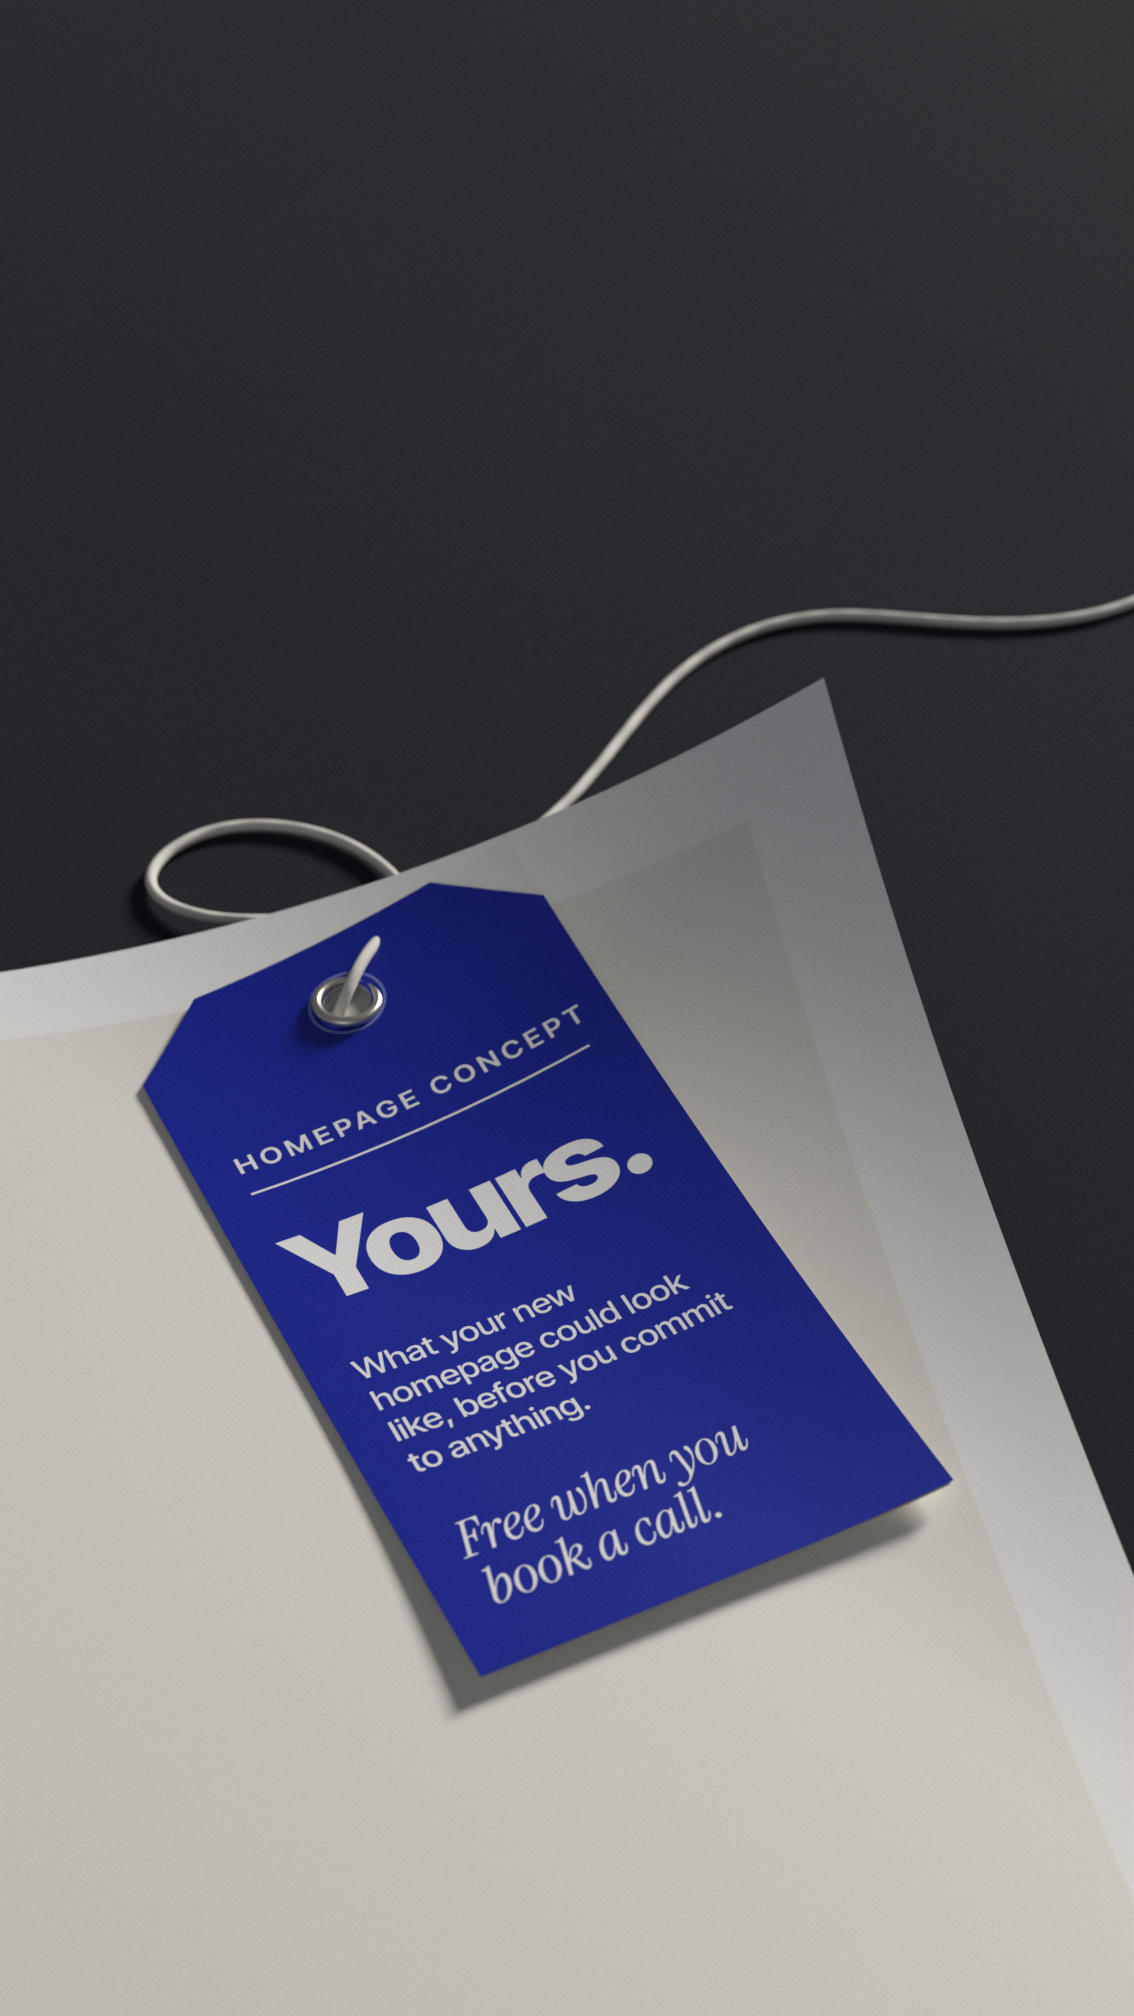 HOMEPAGE CONCEPT
Yours.
What your new
homepage could look
like, before you commit
to anything.
Free when you
book a call.